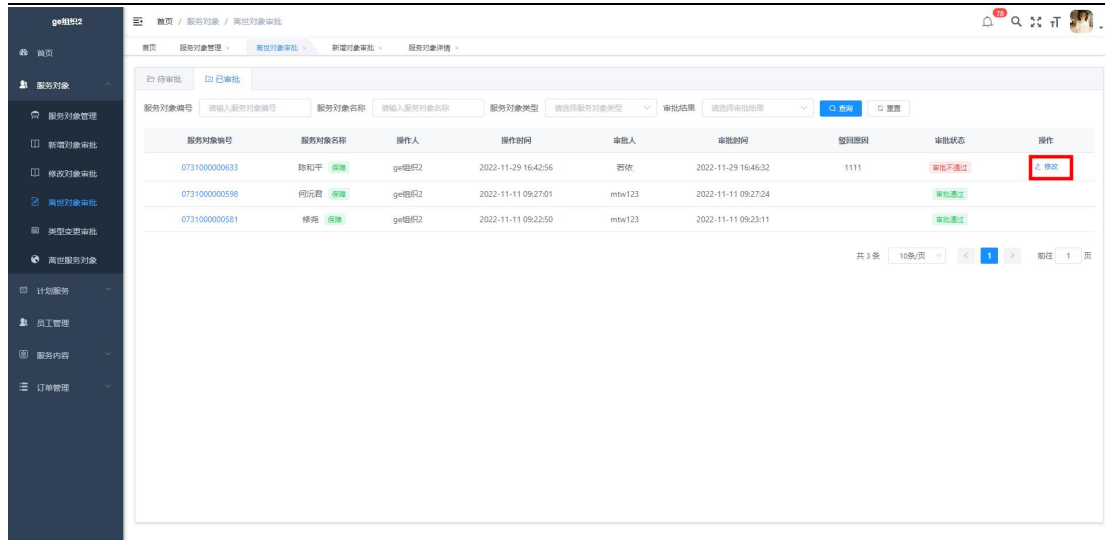 ge组织2
首页 / 服务对象 / 离世对象审批
78
首页
首页
服务对象管理
离世对象审批
新增对象审批
服务对象详情
服务对象
待审批
已审批
服务对象管理
服务对象编号
请输入服务对象编号
服务对象名称
请输入服务对象名称
服务对象类型
请选择服务对象类型
审批结果
请选择审批结果
查询
重置
新增对象审批
服务对象编号 服务对象名称 操作人 操作时间 审批人 审批时间 驳回原因 审批状态 操作
修改对象审批
0731000000633 陈和平 保障 ge组织2 2022-11-29 16:42:56 若依 2022-11-29 16:46:32 1111 审批不通过 修改
离世对象审批
0731000000598 何沅君 保障 ge组织2 2022-11-11 09:27:01 mtw123 2022-11-11 09:27:24 审批通过
类型变更审批
0731000000581 修尧 保障 ge组织2 2022-11-11 09:22:50 mtw123 2022-11-11 09:23:11 审批通过
离世服务对象
共 3 条 10条/页 < 1 > 前往 1 页
计划服务
员工管理
服务内容
订单管理